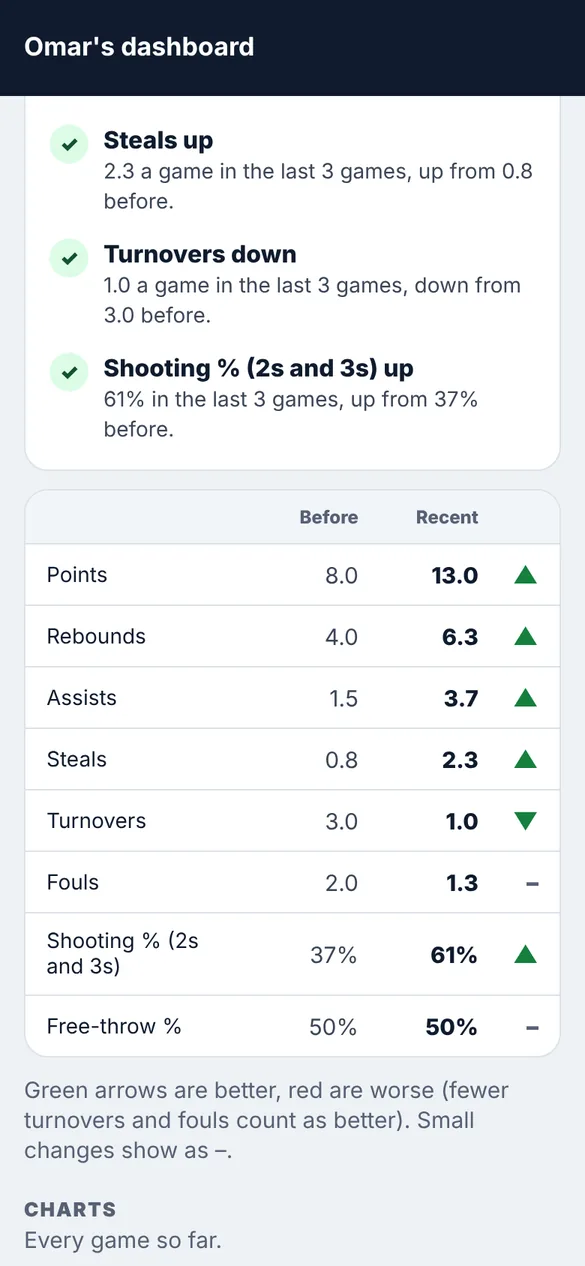 Omar's dashboard
Steals up
2.3 a game in the last 3 games, up from 0.8
before.
Turnovers down
1.0 a game in the last 3 games, down from
3.0 before.
Shooting % (2s and 3s) up
61% in the last 3 games, up from 37%
before.
Before Recent
Points 8.0 13.0 ▲
Rebounds 4.0 6.3 ▲
Assists 1.5 3.7 ▲
Steals 0.8 2.3 ▲
Turnovers 3.0 1.0 ▼
Fouls 2.0 1.3 –
Shooting % (2s
and 3s) 37% 61% ▲
Free-throw % 50% 50% –
Green arrows are better, red are worse (fewer
turnovers and fouls count as better). Small
changes show as –.
CHARTS
Every game so far.